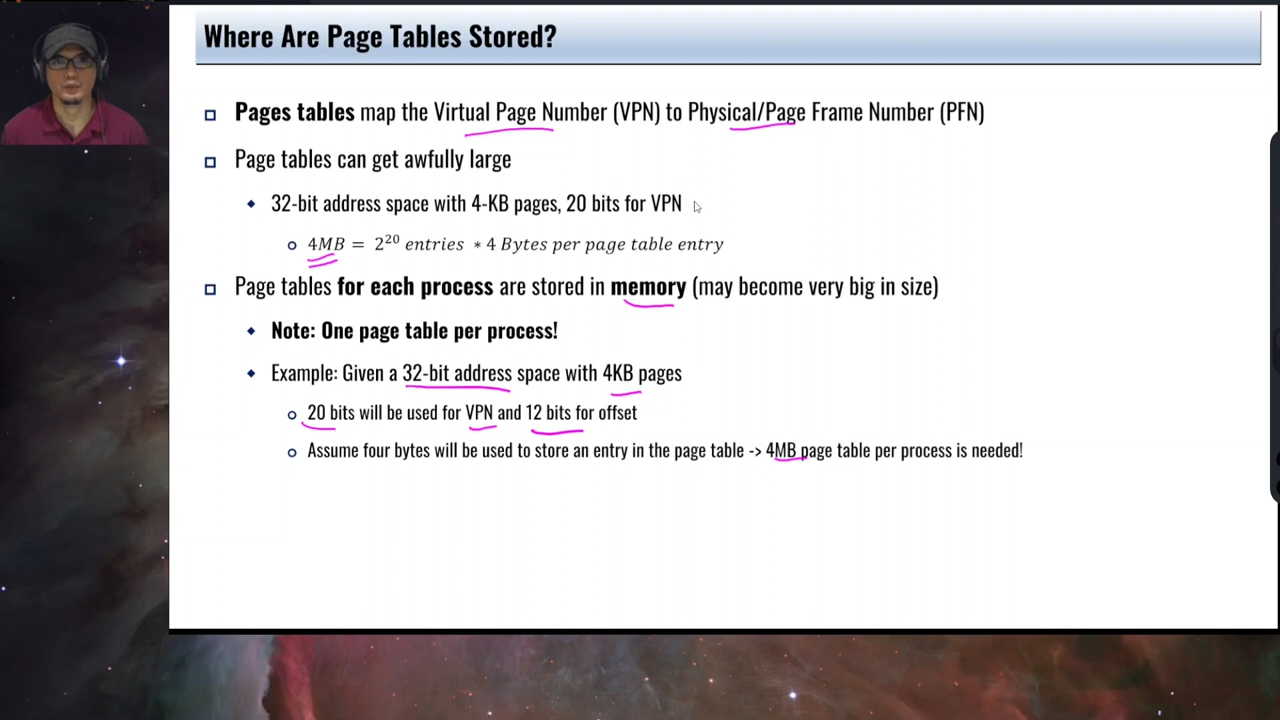 Where Are Page Tables Stored?
Pages tables map the Virtual Page Number (VPN) to Physical/Page Frame Number (PFN)
Page tables can get awfully large
32-bit address space with 4-KB pages, 20 bits for VPN
4MB = 2²⁰ entries * 4 Bytes per page table entry
Page tables for each process are stored in memory (may become very big in size)
Note: One page table per process!
Example: Given a 32-bit address space with 4KB pages
20 bits will be used for VPN and 12 bits for offset
Assume four bytes will be used to store an entry in the page table -> 4MB page table per process is needed!